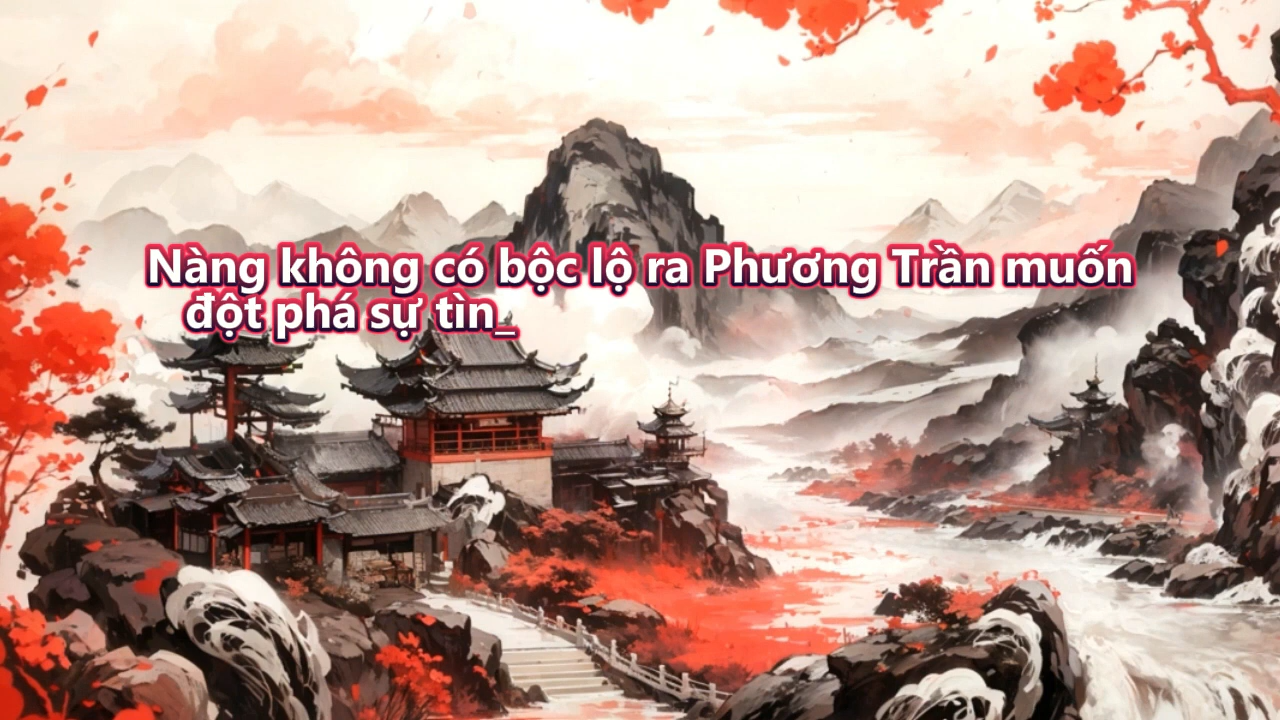 Nàng không có bộc lộ ra Phương Trần muốn
đột phá sự tìn_